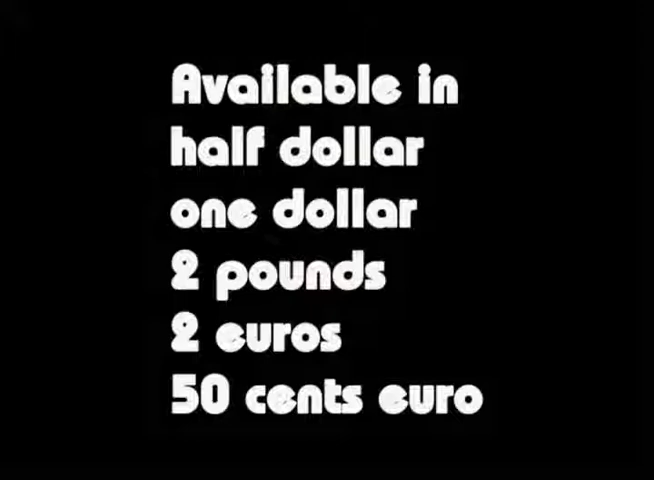 Available in
half dollar
one dollar
2 pounds
2 euros
50 cents euro